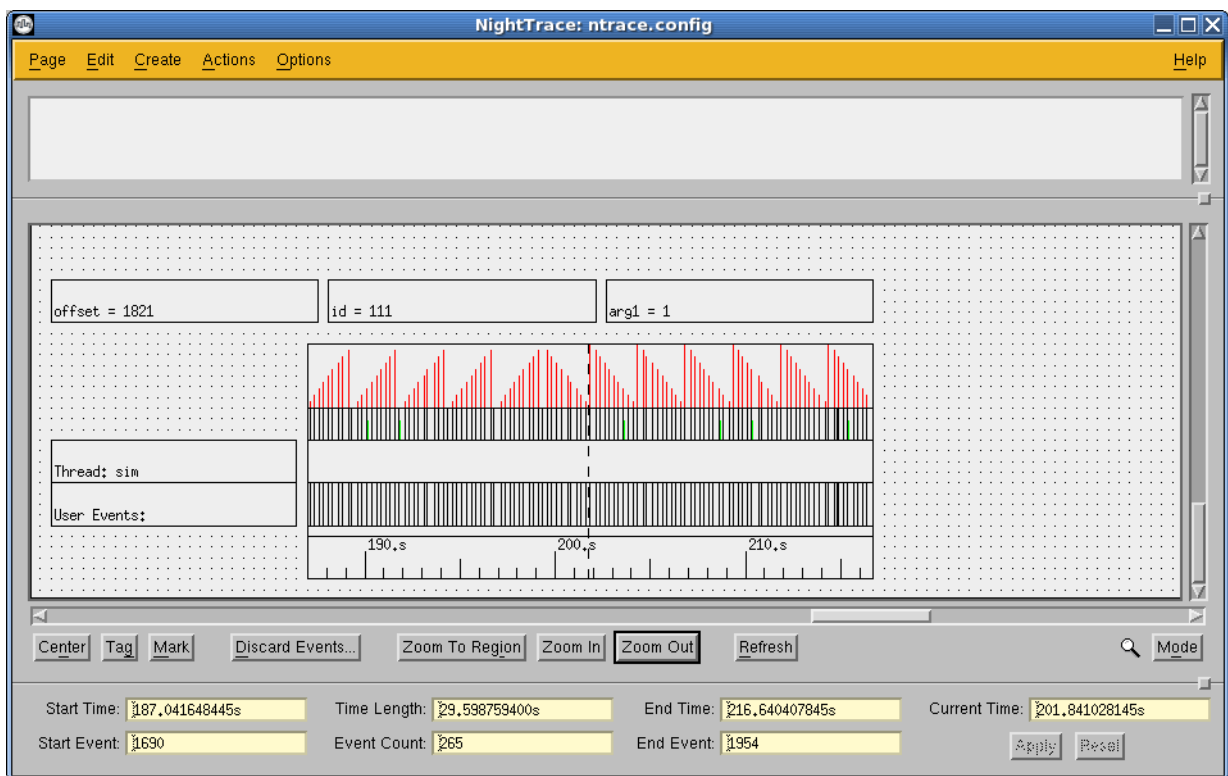 NightTrace: ntrace.config
Page Edit Create Actions Options Help
offset = 1821 id = 111 arg1 = 1
Thread: sim
User Events:
190.s 200.s 210.s
Center Tag Mark Discard Events... Zoom To Region Zoom In Zoom Out Refresh Mode
Start Time: 187.041648445s Time Length: 29.598759400s End Time: 216.640407845s Current Time: 201.841028145s
Start Event: 1690 Event Count: 265 End Event: 1954 Apply Reset